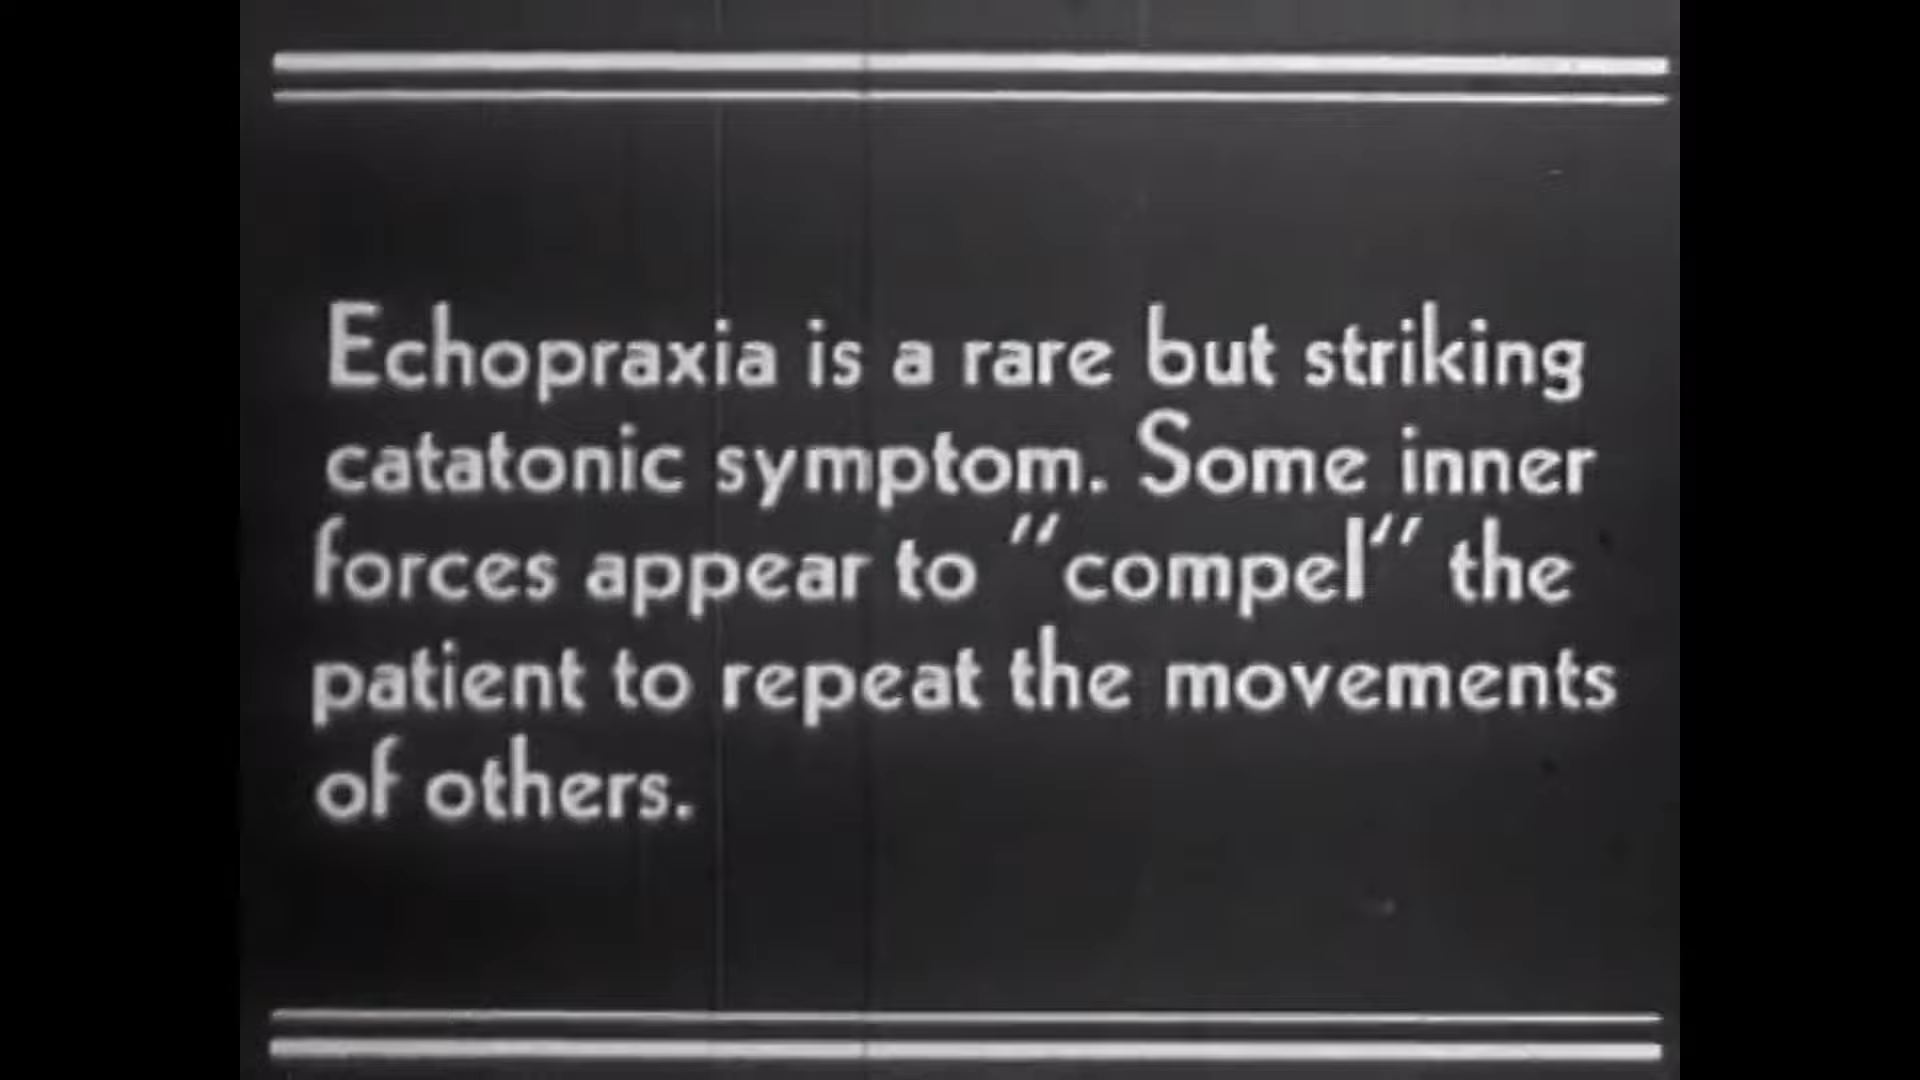 Echopraxia is a rare but striking
catatonic symptom. Some inner
forces appear to "compel" the
patient to repeat the movements
of others.